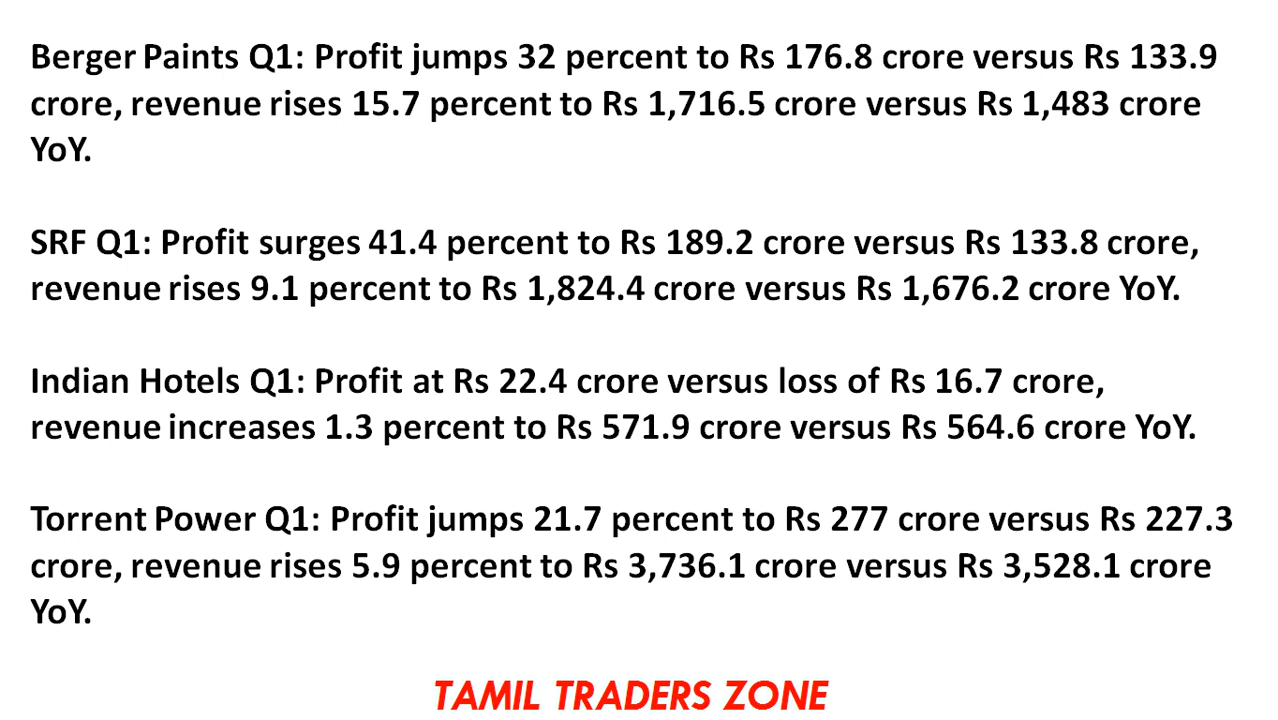 Berger Paints Q1: Profit jumps 32 percent to Rs 176.8 crore versus Rs 133.9
crore, revenue rises 15.7 percent to Rs 1,716.5 crore versus Rs 1,483 crore
YoY.
SRF Q1: Profit surges 41.4 percent to Rs 189.2 crore versus Rs 133.8 crore,
revenue rises 9.1 percent to Rs 1,824.4 crore versus Rs 1,676.2 crore YoY.
Indian Hotels Q1: Profit at Rs 22.4 crore versus loss of Rs 16.7 crore,
revenue increases 1.3 percent to Rs 571.9 crore versus Rs 564.6 crore YoY.
Torrent Power Q1: Profit jumps 21.7 percent to Rs 277 crore versus Rs 227.3
crore, revenue rises 5.9 percent to Rs 3,736.1 crore versus Rs 3,528.1 crore
YoY.
TAMIL TRADERS ZONE